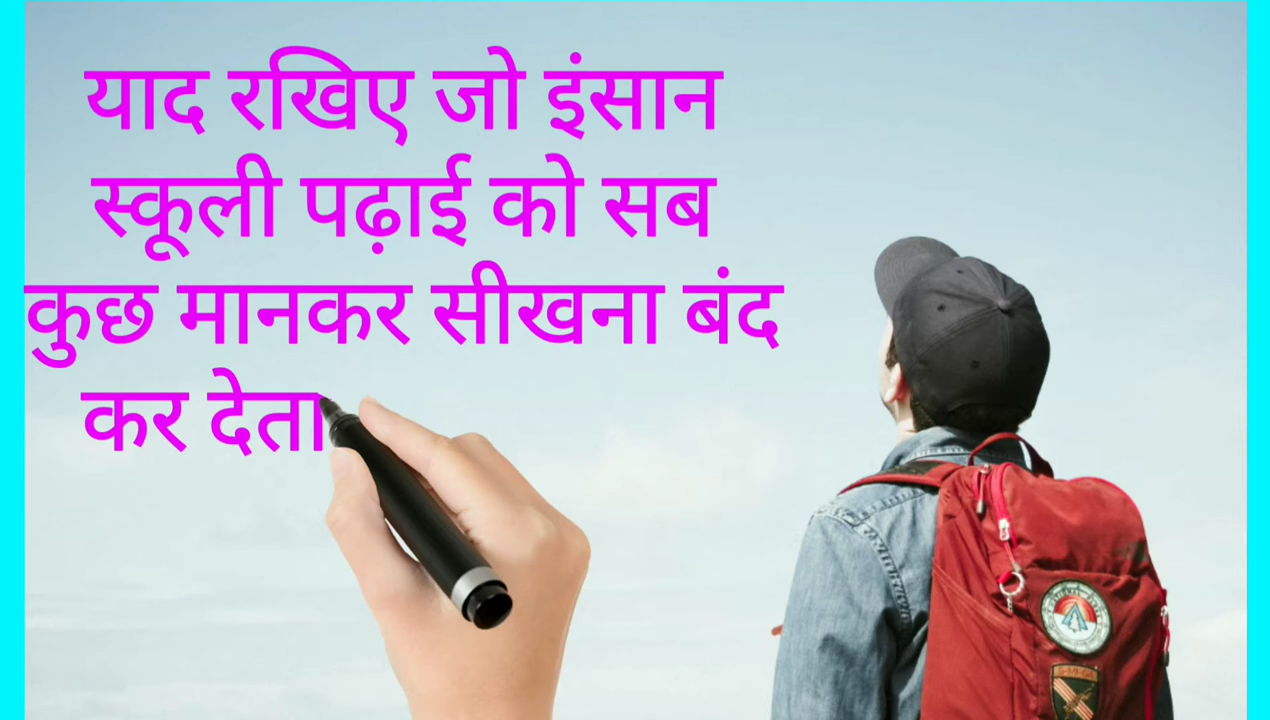 याद रखिए जो इंसान
स्कूली पढ़ाई को सब
कुछ मानकर सीखना बंद
कर देता